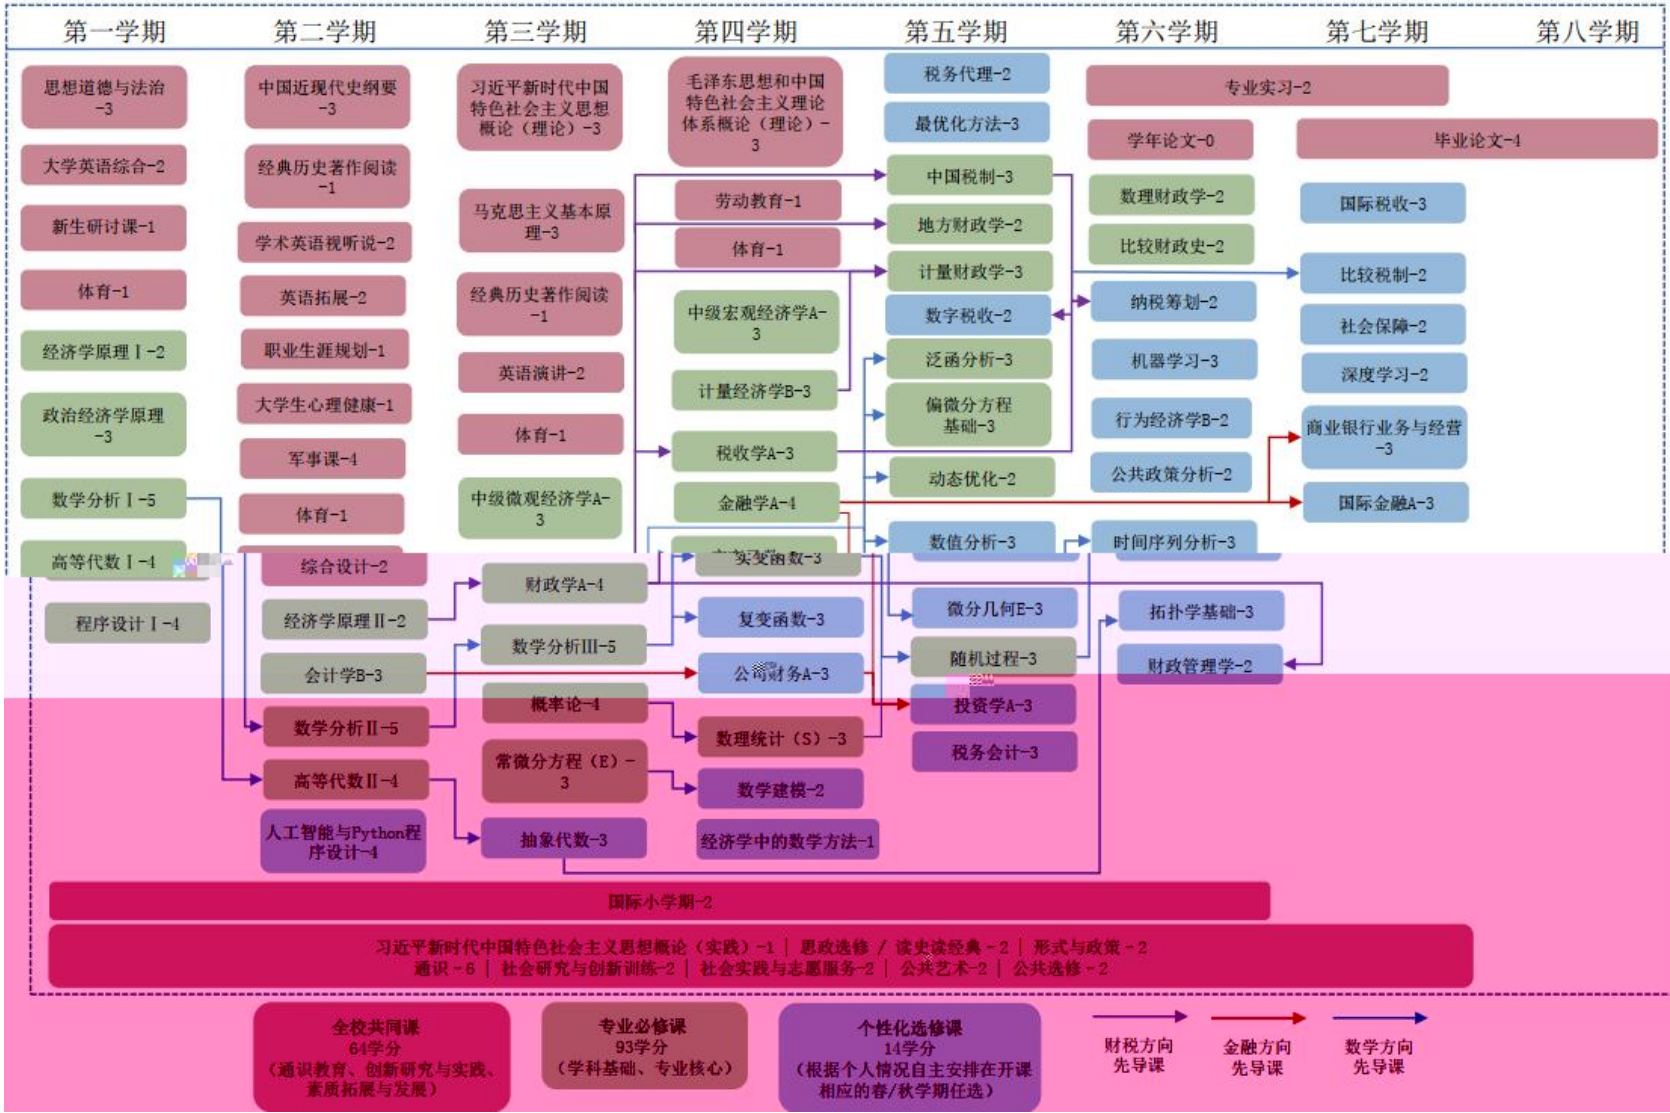 第一学期
第二学期
第三学期
第四学期
第五学期
第六学期
第七学期
第八学期
思想道德与法治
-3
大学英语综合-2
新生研讨课-1
体育-1
经济学原理Ⅰ-2
政治经济学原理
-3
数学分析Ⅰ-5
高等代数Ⅰ-4
程序设计Ⅰ-4
中国近现代史纲要
-3
经典历史著作阅读
-1
学术英语视听说-2
英语拓展-2
职业生涯规划-1
大学生心理健康-1
军事课-4
体育-1
综合设计-2
经济学原理Ⅱ-2
会计学B-3
数学分析Ⅱ-5
高等代数Ⅱ-4
人工智能与Python程
序设计-4
习近平新时代中国
特色社会主义思想
概论（理论）-3
马克思主义基本原
理-3
经典历史著作阅读
-1
英语演讲-2
体育-1
中级微观经济学A-
3
财政学A-4
数学分析Ⅲ-5
概率论-4
常微分方程（E）-
3
抽象代数-3
毛泽东思想和中国
特色社会主义理论
体系概论（理论）-
3
劳动教育-1
体育-1
中级宏观经济学A-
3
计量经济学B-3
税收学A-3
金融学A-4
实变函数-3
复变函数-3
公司财务A-3
数理统计（S）-3
数学建模-2
经济学中的数学方法-1
税务代理-2
最优化方法-3
中国税制-3
地方财政学-2
计量财政学-3
数字税收-2
泛函分析-3
偏微分方程
基础-3
动态优化-2
数值分析-3
微分几何E-3
随机过程-3
投资学A-3
税务会计-3
专业实习-2
学年论文-0
数理财政学-2
比较财政史-2
纳税筹划-2
机器学习-3
行为经济学B-2
公共政策分析-2
时间序列分析-3
拓扑学基础-3
财政管理学-2
毕业论文-4
国际税收-3
比较税制-2
社会保障-2
深度学习-2
商业银行业务与经营
-3
国际金融A-3
国际小学期-2
习近平新时代中国特色社会主义思想概论（实践）-1 | 思政选修 / 读史读经典 - 2 | 形式与政策 - 2
通识 - 6 | 社会研究与创新训练-2 | 社会实践与志愿服务-2 | 公共艺术-2 | 公共选修 - 2
全校共同课
64学分
（通识教育、创新研究与实践、
素质拓展与发展）
专业必修课
93学分
（学科基础、专业核心）
个性化选修课
14学分
（根据个人情况自主安排在开课
相应的春/秋学期任选）
财税方向
先导课
金融方向
先导课
数学方向
先导课